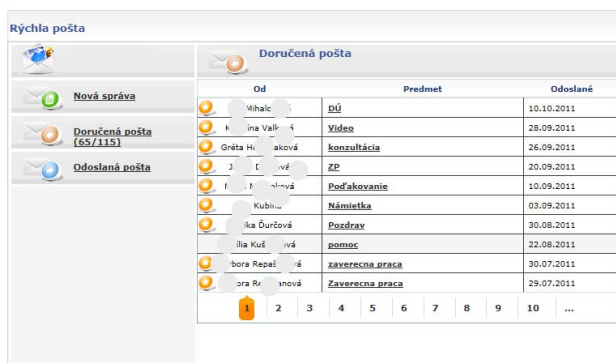 Rýchla pošta
Doručená pošta
Nová správa
Doručená pošta
(65/115)
Odoslaná pošta
Od Predmet Odoslané
DÚ 10.10.2011
Video 28.09.2011
Gréta konzultácia 26.09.2011
ZP 20.09.2011
Poďakovanie 10.09.2011
Námietka 03.09.2011
Ďurčová Pozdrav 30.08.2011
pomoc 22.08.2011
zaverecna praca 30.07.2011
Zaverecna praca 29.07.2011
1 2 3 4 5 6 7 8 9 10 ...